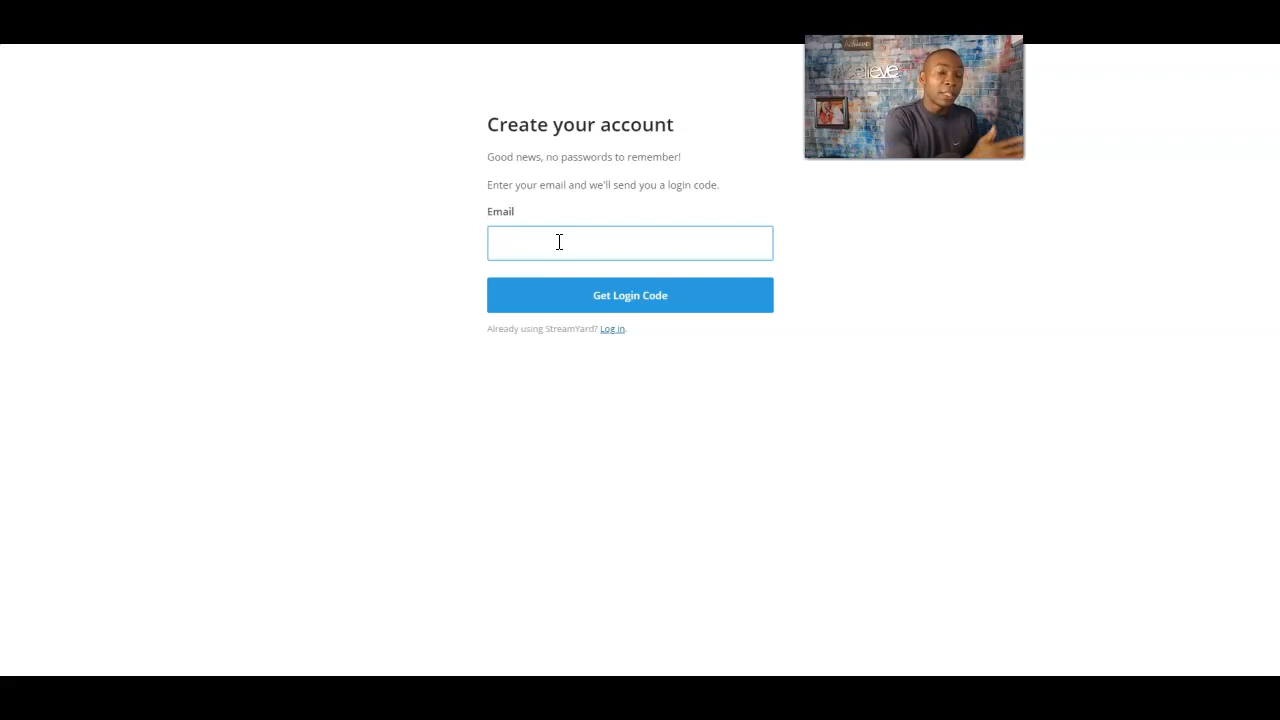 Create your account
Good news, no passwords to remember!
Enter your email and we'll send you a login code.
Email
Get Login Code
Already using StreamYard? Log in.